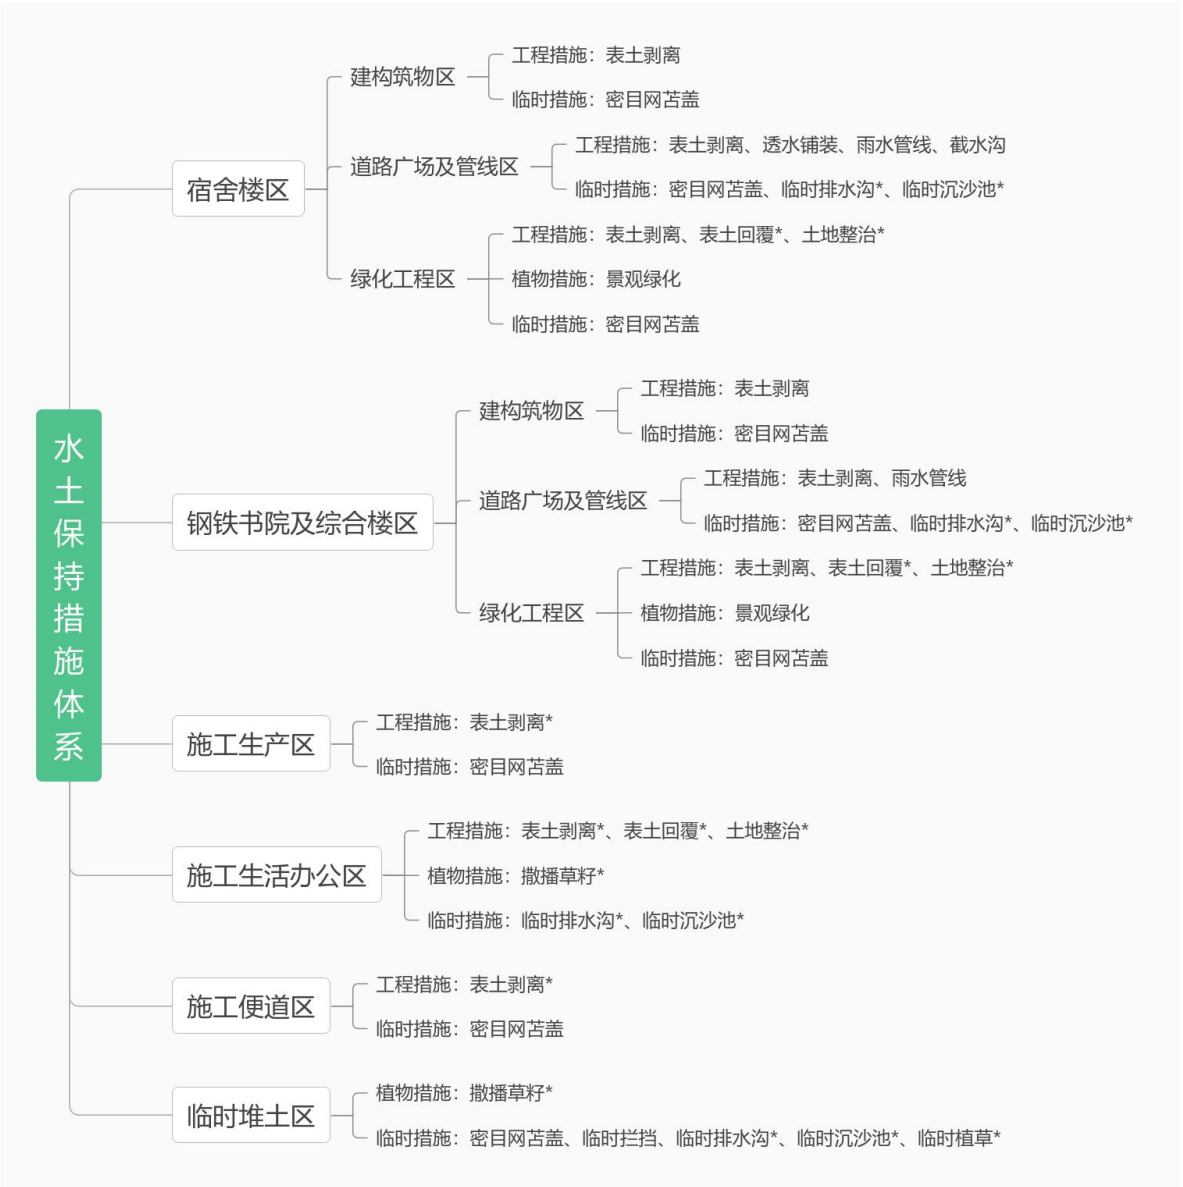 水土保持措施体系
宿舍楼区
建构筑物区
工程措施：表土剥离
临时措施：密目网苫盖
道路广场及管线区
工程措施：表土剥离、透水铺装、雨水管线、截水沟
临时措施：密目网苫盖、临时排水沟*、临时沉沙池*
绿化工程区
工程措施：表土剥离、表土回覆*、土地整治*
植物措施：景观绿化
临时措施：密目网苫盖
钢铁书院及综合楼区
建构筑物区
工程措施：表土剥离
临时措施：密目网苫盖
道路广场及管线区
工程措施：表土剥离、雨水管线
临时措施：密目网苫盖、临时排水沟*、临时沉沙池*
绿化工程区
工程措施：表土剥离、表土回覆*、土地整治*
植物措施：景观绿化
临时措施：密目网苫盖
施工生产区
工程措施：表土剥离*
临时措施：密目网苫盖
施工生活办公区
工程措施：表土剥离*、表土回覆*、土地整治*
植物措施：撒播草籽*
临时措施：临时排水沟*、临时沉沙池*
施工便道区
工程措施：表土剥离*
临时措施：密目网苫盖
临时堆土区
植物措施：撒播草籽*
临时措施：密目网苫盖、临时拦挡、临时排水沟*、临时沉沙池*、临时植草*